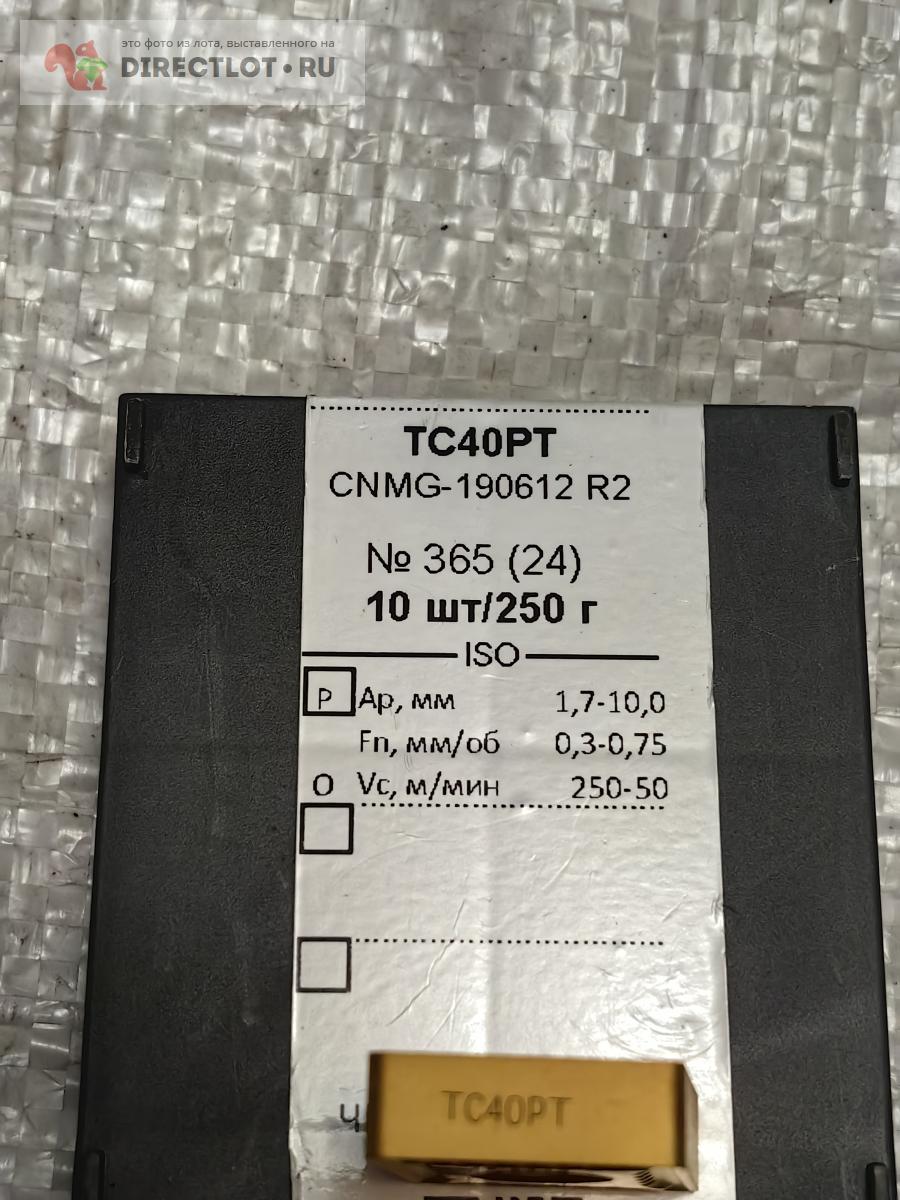 это фото из лота, выставленного на
DIRECTLOT•RU
TC40PT
CNMG-190612 R2
№ 365 (24)
10 шт/250 г
ISO
P Ap, мм 1,7-10,0
Fn, мм/об 0,3-0,75
O Vc, м/мин 250-50
TC40PT